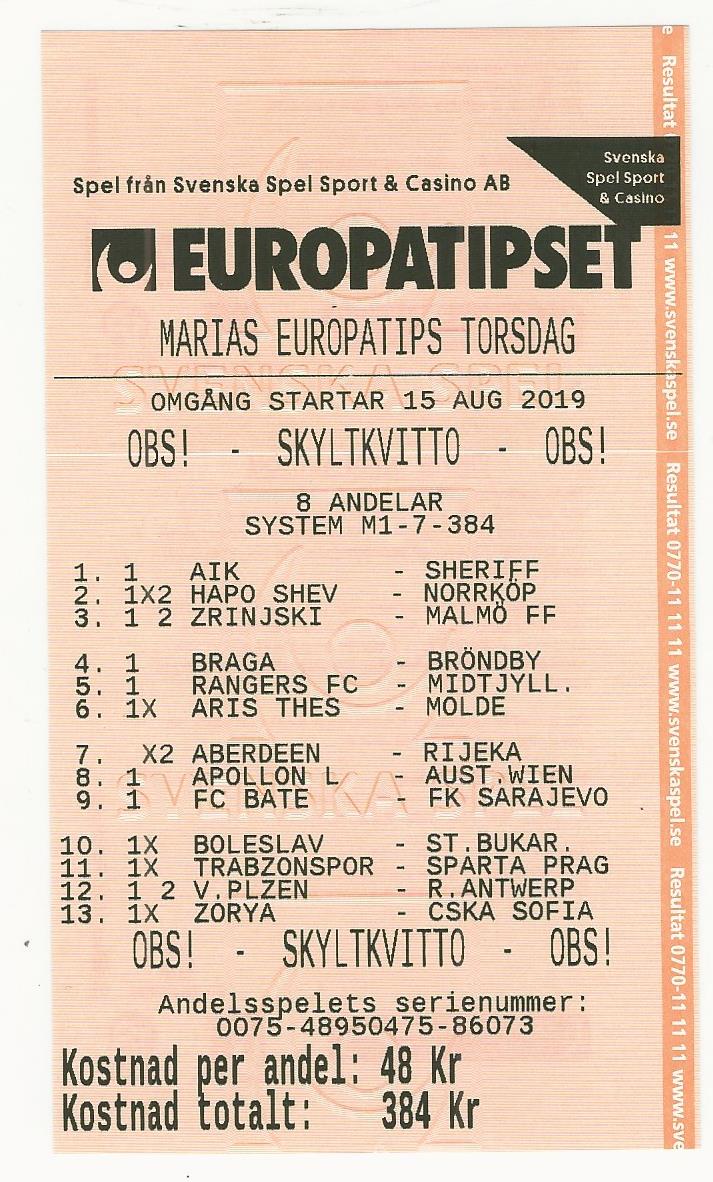 Spel från Svenska Spel Sport & Casino AB
Svenska
Spel Sport
& Casino
EUROPATIPSET
MARIAS EUROPATIPS TORSDAG
SVENSKA SPEL
OMGÅNG STARTAR 15 AUG 2019
OBS! - SKYLTKVITTO - OBS!
8 ANDELAR
SYSTEM M1-7-384
1. 1 AIK - SHERIFF
2. 1X2 HAPO SHEV - NORRKÖP
3. 1 2 ZRINJSKI - MALMÖ FF
4. 1 BRAGA - BRÖNDBY
5. 1 RANGERS FC - MIDTJYLL.
6. 1X ARIS THES - MOLDE
7. X2 ABERDEEN - RIJEKA
8. 1 APOLLON L - AUST.WIEN
9. 1 FC BATE - FK SARAJEVO
SVENSKA SPEL
10. 1X BOLESLAV - ST.BUKAR.
11. 1X TRABZONSPOR - SPARTA PRAG
12. 1 2 V.PLZEN - R.ANTWERP
13. 1X ZORYA - CSKA SOFIA
OBS! - SKYLTKVITTO - OBS!
Andelsspelets serienummer:
0075-48950475-86073
Kostnad per andel: 48 Kr
Kostnad totalt: 384 Kr
e Resultat 11 www.svenskaspel.se Resultat 0770-11 11 11 www.svenskaspel.se Resultat 0770-11 11 11 www.sve